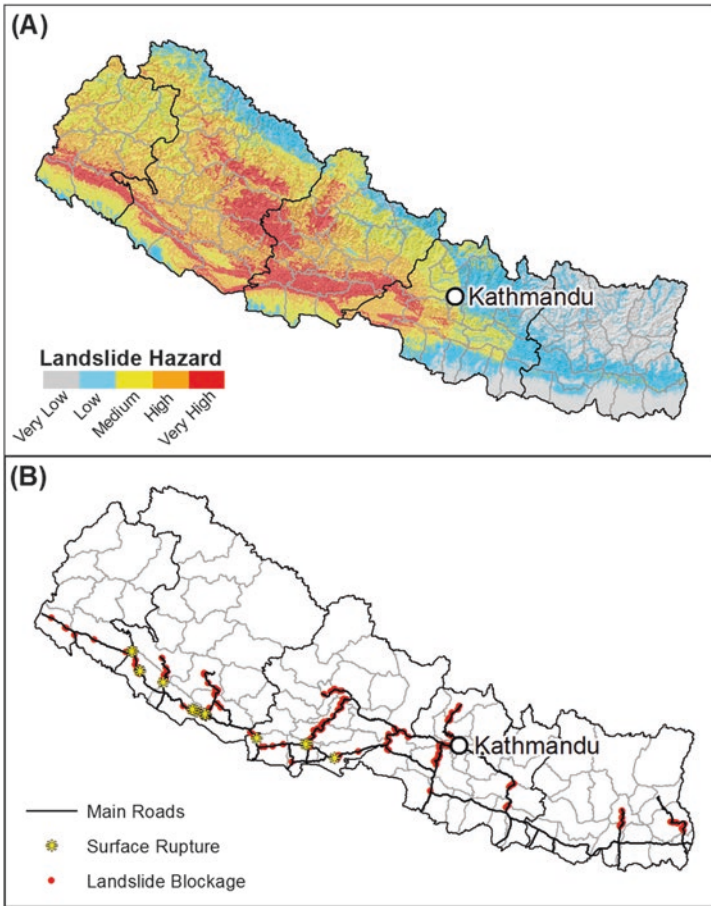 (A)
Kathmandu
Landslide Hazard
Very Low
Low
Medium
High
Very High
(B)
Kathmandu
Main Roads
Surface Rupture
Landslide Blockage